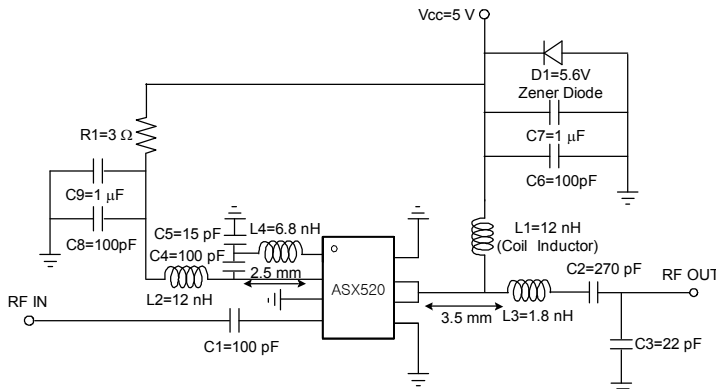 Vcc=5 V
D1=5.6V
Zener Diode
R1=3 Ω
C7=1 μF
C9=1 μF
C6=100pF
C5=15 pF
L4=6.8 nH
C8=100pF
C4=100 pF
L1=12 nH
(Coil Inductor)
2.5 mm
C2=270 pF
RF OUT
L2=12 nH
ASX520
RF IN
3.5 mm
L3=1.8 nH
C1=100 pF
C3=22 pF